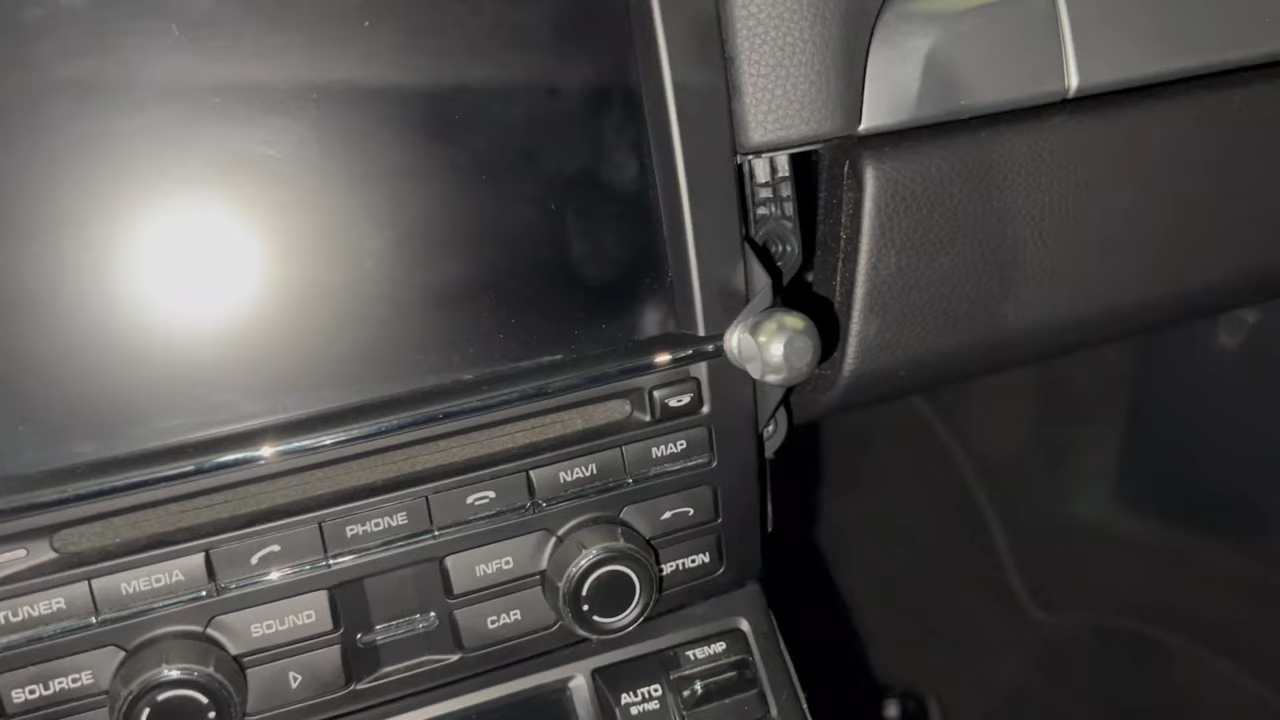 MAP
NAVI
PHONE
MEDIA
TUNER
INFO
OPTION
SOUND
CAR
SOURCE
TEMP
AUTO
SYNC